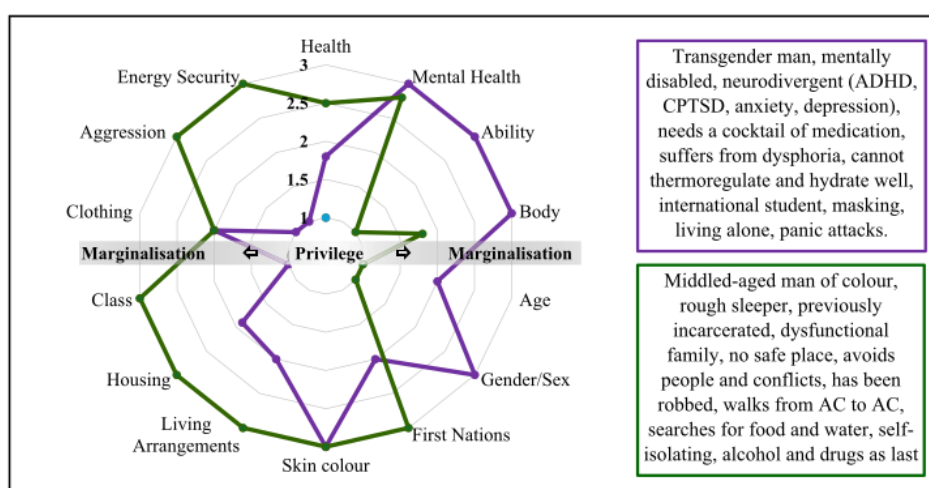 Health
3
Energy Security
Mental Health
2.5
Aggression
Ability
2
1.5
Clothing
Body
1
Marginalisation
Privilege
Marginalisation
Class
Age
Housing
Gender/Sex
Living
Arrangements
First Nations
Skin colour
Transgender man, mentally
disabled, neurodivergent (ADHD,
CPTSD, anxiety, depression),
needs a cocktail of medication,
suffers from dysphoria, cannot
thermoregulate and hydrate well,
international student, masking,
living alone, panic attacks.
Middled-aged man of colour,
rough sleeper, previously
incarcerated, dysfunctional
family, no safe place, avoids
people and conflicts, has been
robbed, walks from AC to AC,
searches for food and water, self-
isolating, alcohol and drugs as last